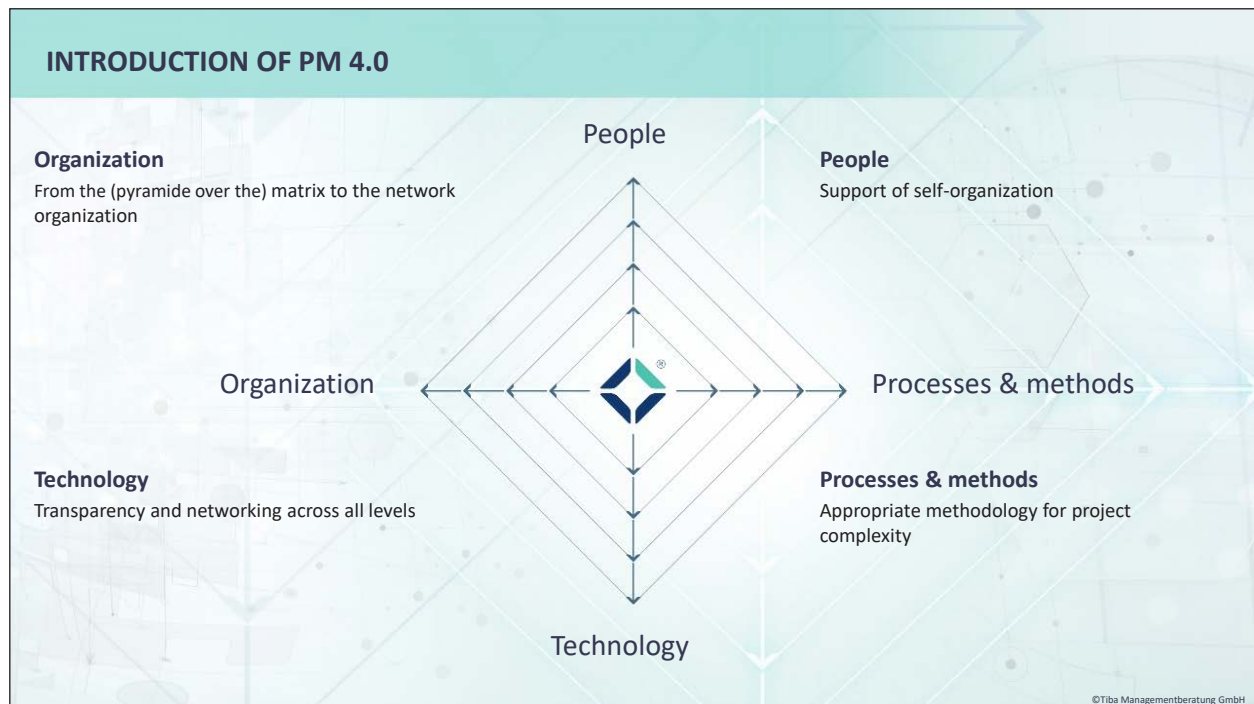 INTRODUCTION OF PM 4.0
People
Organization
From the (pyramide over the) matrix to the network
organization
People
Support of self-organization
®
Organization
Processes & methods
Technology
Transparency and networking across all levels
Processes & methods
Appropriate methodology for project
complexity
Technology
©Tiba Managementberatung GmbH